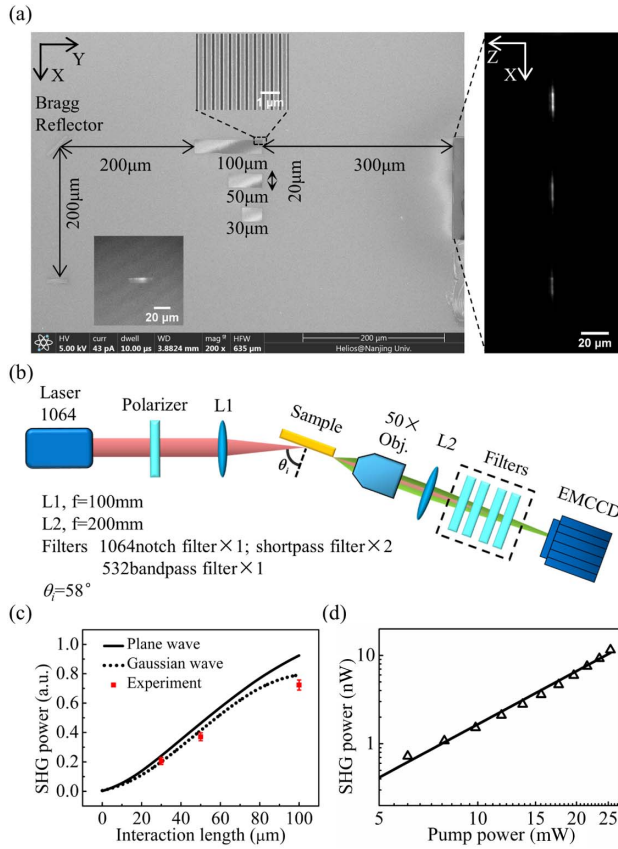 (a)
Y
X
Bragg
Reflector
1 μm
200μm
100μm
300μm
50μm
20μm
30μm
200μm
20 μm
HV curr dwell WD mag HFW
5.00 kV 43 pA 10.00 μs 3.8824 mm 200 x 635 μm
200 μm
Helios@Nanjing Univ.
Z
X
20 μm
(b)
Laser
1064
Polarizer
L1
Sample
50×
Obj.
L2
Filters
EMCCD
θi
L1, f=100mm
L2, f=200mm
Filters 1064notch filter×1; shortpass filter×2
532bandpass filter×1
θi=58°
(c)
SHG power (a.u.)
1.0
0.8
0.6
0.4
0.2
0.0
Plane wave
Gaussian wave
Experiment
0 20 40 60 80 100
Interaction length (μm)
(d)
SHG power (nW)
10
1
5 10 15 20 25
Pump power (mW)